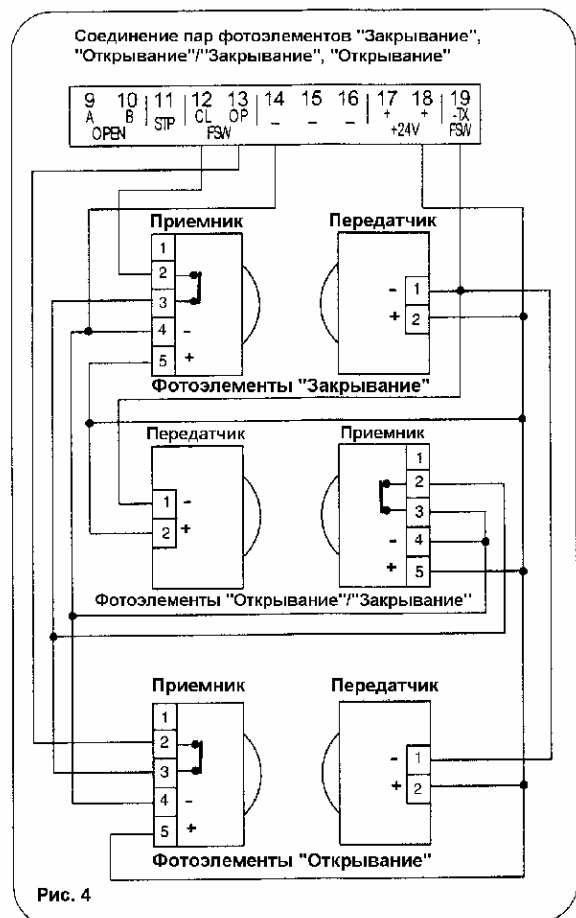 Соединение пар фотоэлементов "Закрывание",
"Открывание"/"Закрывание", "Открывание"
9 10 11 12 13 14 15 16 17 18 19
A B STP CL OP - - - + + -TX
OPEN FSW +24V FSW
Приемник Передатчик
1
2
3
4 -
5 +
- 1
+ 2
Фотоэлементы "Закрывание"
Передатчик Приемник
1 -
2 +
1
2
3
- 4
+ 5
Фотоэлементы "Открывание"/"Закрывание"
Приемник Передатчик
1
2
3
4 -
5 +
- 1
+ 2
Фотоэлементы "Открывание"
Рис. 4